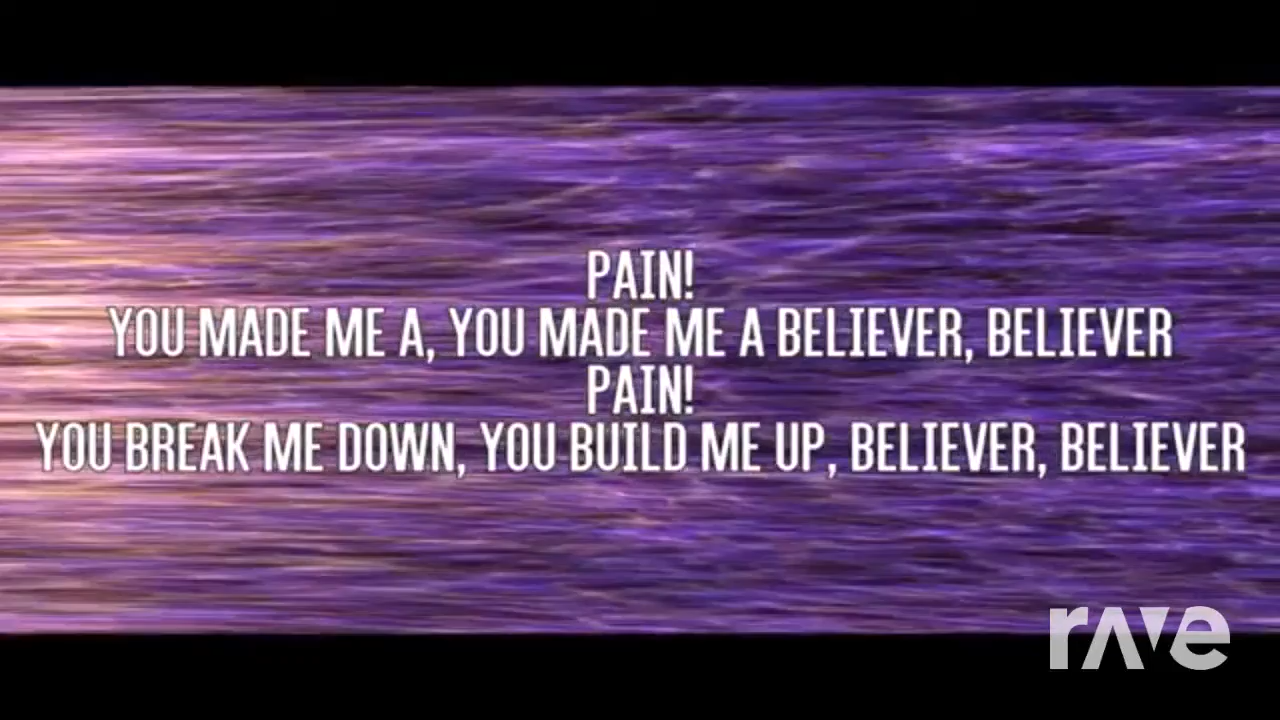 PAIN!
YOU MADE ME A, YOU MADE ME A BELIEVER, BELIEVER
PAIN!
YOU BREAK ME DOWN, YOU BUILD ME UP, BELIEVER, BELIEVER
rave